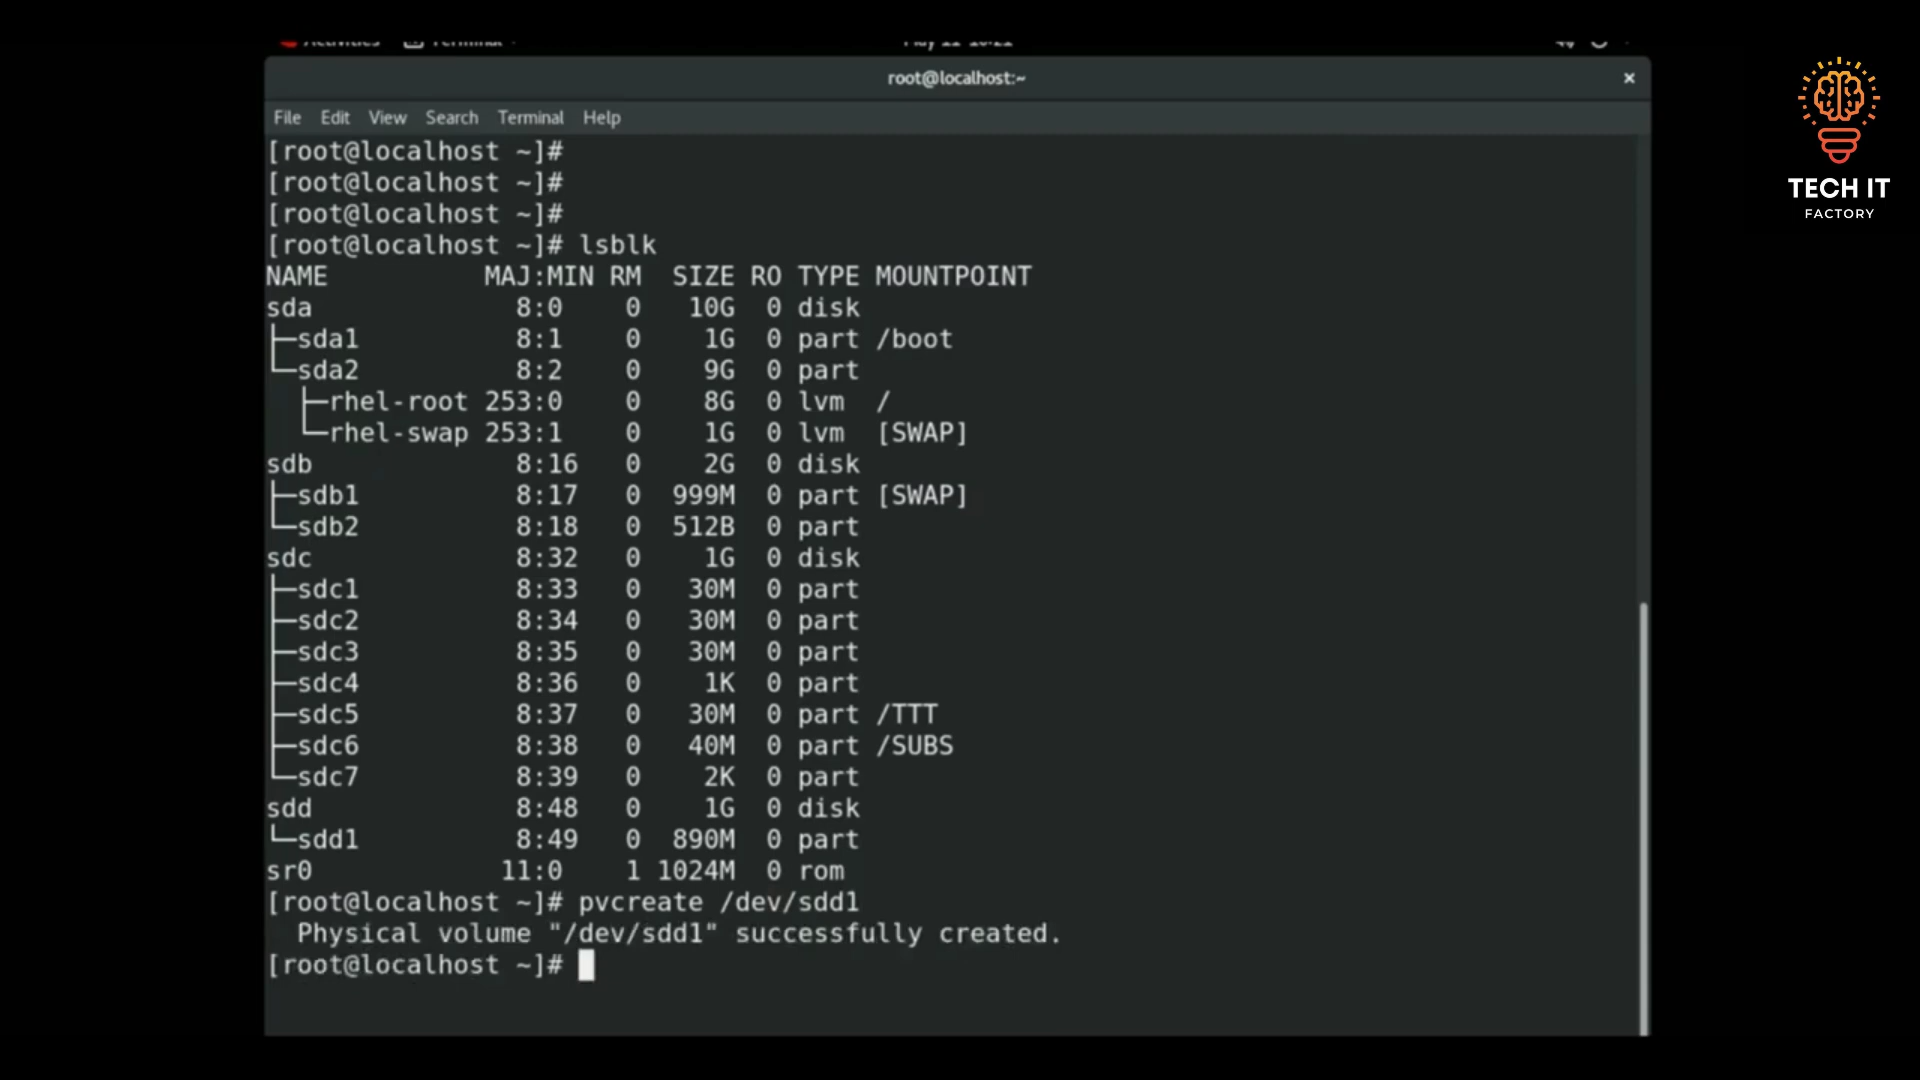 root@localhost:~
File Edit View Search Terminal Help
[root@localhost ~]#
[root@localhost ~]#
[root@localhost ~]#
[root@localhost ~]# lsblk
NAME MAJ:MIN RM SIZE RO TYPE MOUNTPOINT
sda 8:0 0 10G 0 disk
├─sda1 8:1 0 1G 0 part /boot
└─sda2 8:2 0 9G 0 part
├─rhel-root 253:0 0 8G 0 lvm /
└─rhel-swap 253:1 0 1G 0 lvm [SWAP]
sdb 8:16 0 2G 0 disk
├─sdb1 8:17 0 999M 0 part [SWAP]
└─sdb2 8:18 0 512B 0 part
sdc 8:32 0 1G 0 disk
├─sdc1 8:33 0 30M 0 part
├─sdc2 8:34 0 30M 0 part
├─sdc3 8:35 0 30M 0 part
├─sdc4 8:36 0 1K 0 part
├─sdc5 8:37 0 30M 0 part /TTT
├─sdc6 8:38 0 40M 0 part /SUBS
└─sdc7 8:39 0 2K 0 part
sdd 8:48 0 1G 0 disk
└─sdd1 8:49 0 890M 0 part
sr0 11:0 1 1024M 0 rom
[root@localhost ~]# pvcreate /dev/sdd1
Physical volume "/dev/sdd1" successfully created.
[root@localhost ~]#
TECH IT
FACTORY